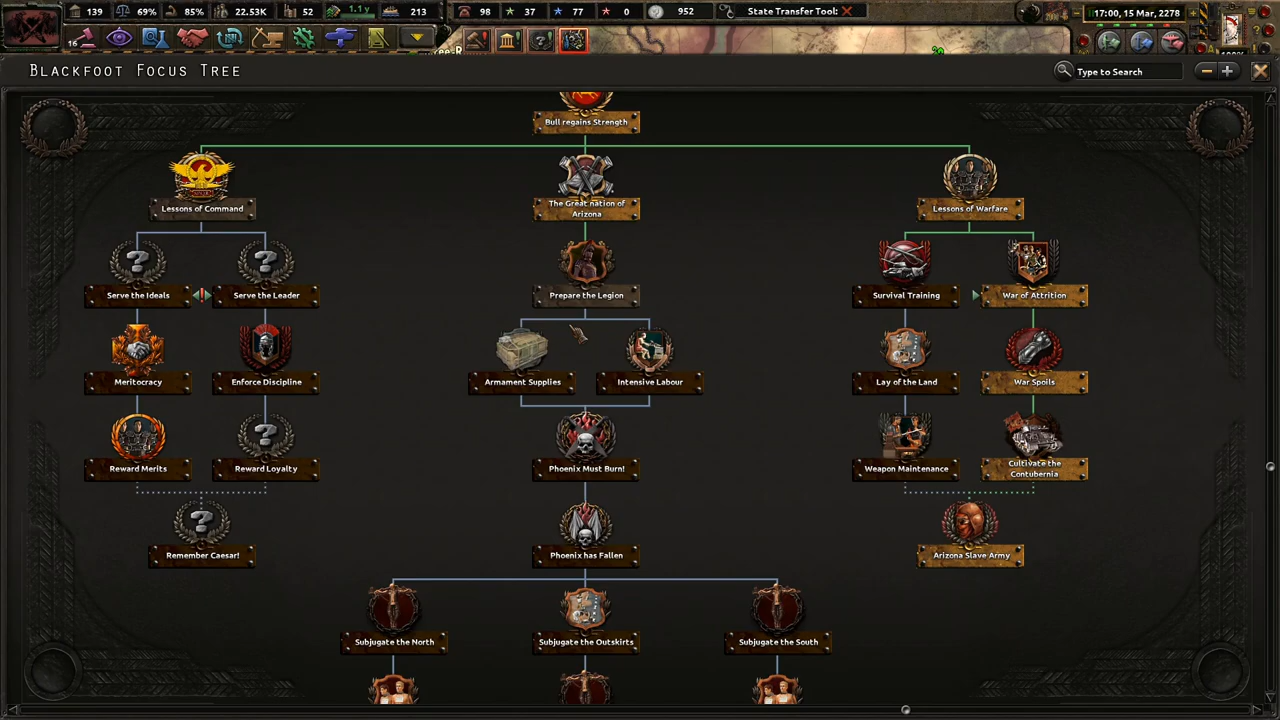 139
69%
85%
22.53K
52
1.1 y
213
98
37
77
0
952
State Transfer Tool:
17:00, 15 Mar, 2278
16
BLACKFOOT FOCUS TREE
Type to Search
Bull regains Strength
Lessons of Command
The Great nation of
Arizona
Lessons of Warfare
Serve the Ideals
Serve the Leader
Prepare the Legion
Survival Training
War of Attrition
Meritocracy
Enforce Discipline
Armament Supplies
Intensive Labour
Lay of the Land
War Spoils
Reward Merits
Reward Loyalty
Phoenix Must Burn!
Weapon Maintenance
Cultivate the
Contubernia
Remember Caesar!
Phoenix has Fallen
Arizona Slave Army
Subjugate the North
Subjugate the Outskirts
Subjugate the South